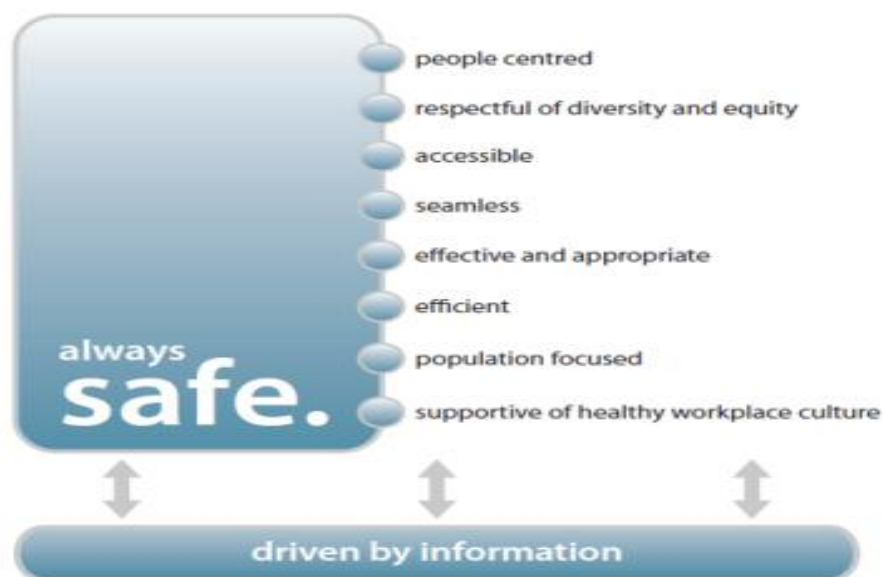 people centred
respectful of diversity and equity
accessible
seamless
effective and appropriate
efficient
population focused
supportive of healthy workplace culture
always
safe.
driven by information